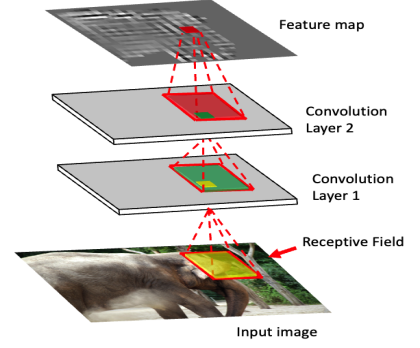 Feature map
Convolution
Layer 2
Convolution
Layer 1
Receptive Field
Input image